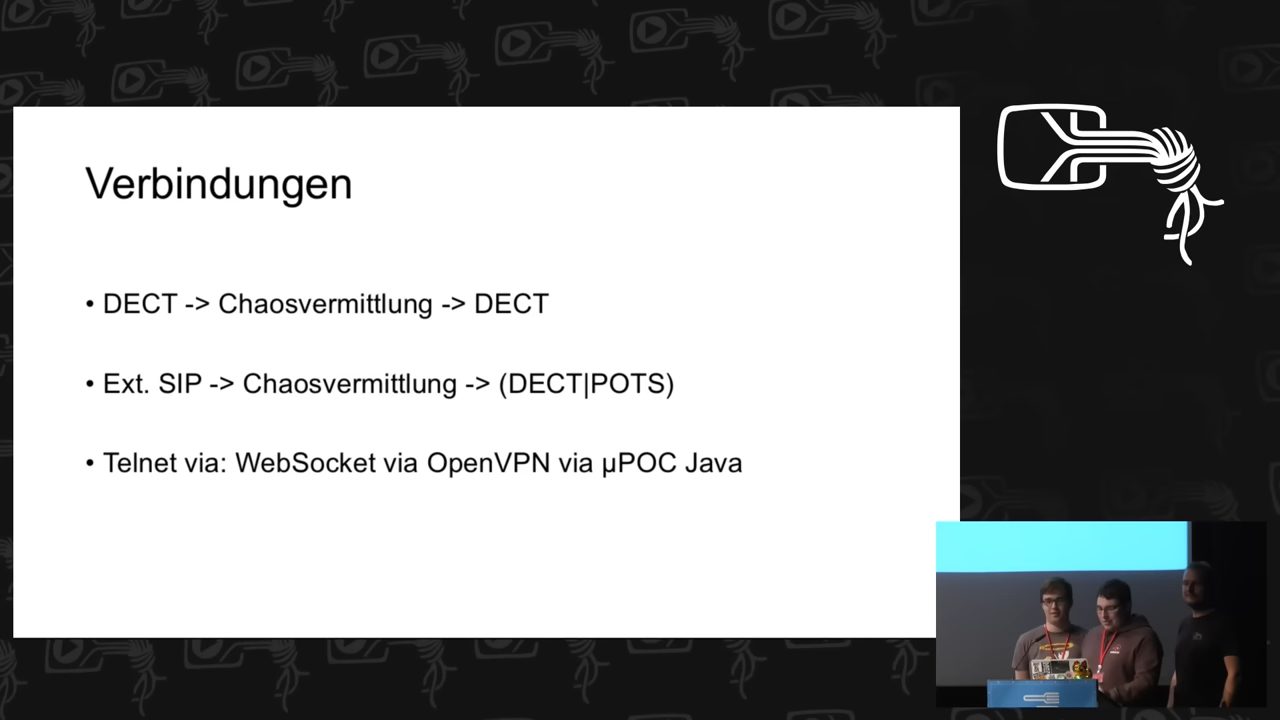 Verbindungen
• DECT -> Chaosvermittlung -> DECT
• Ext. SIP -> Chaosvermittlung -> (DECT|POTS)
• Telnet via: WebSocket via OpenVPN via µPOC Java